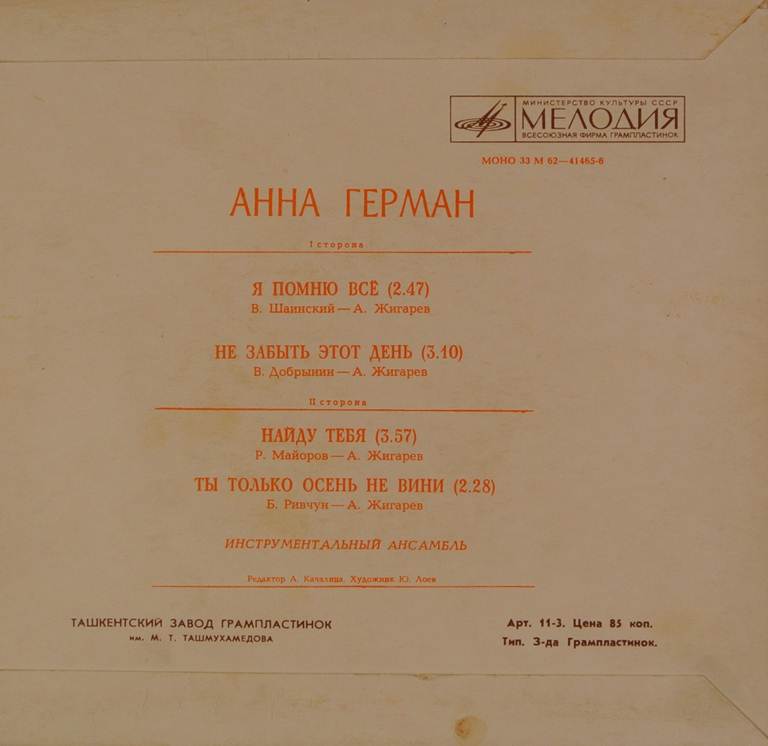 МИНИСТЕРСТВО КУЛЬТУРЫ СССР
МЕЛОДИЯ
ВСЕСОЮЗНАЯ ФИРМА ГРАМПЛАСТИНОК
МОНО 33 М 62—41465-6
АННА ГЕРМАН
I сторона
Я ПОМНЮ ВСЁ (2.47)
В. Шаинский—А. Жигарев
НЕ ЗАБЫТЬ ЭТОТ ДЕНЬ (3.10)
В. Добрынин—А. Жигарев
II сторона
НАЙДУ ТЕБЯ (3.57)
Р. Майоров—А. Жигарев
ТЫ ТОЛЬКО ОСЕНЬ НЕ ВИНИ (2.28)
Б. Ривчун—А. Жигарев
ИНСТРУМЕНТАЛЬНЫЙ АНСАМБЛЬ
Редактор А. Качалина. Художник Ю. Лоев
ТАШКЕНТСКИЙ ЗАВОД ГРАМПЛАСТИНОК
им. М. Т. ТАШМУХАМЕДОВА
Арт. 11-3. Цена 85 коп.
Тип. З-да Грампластинок.